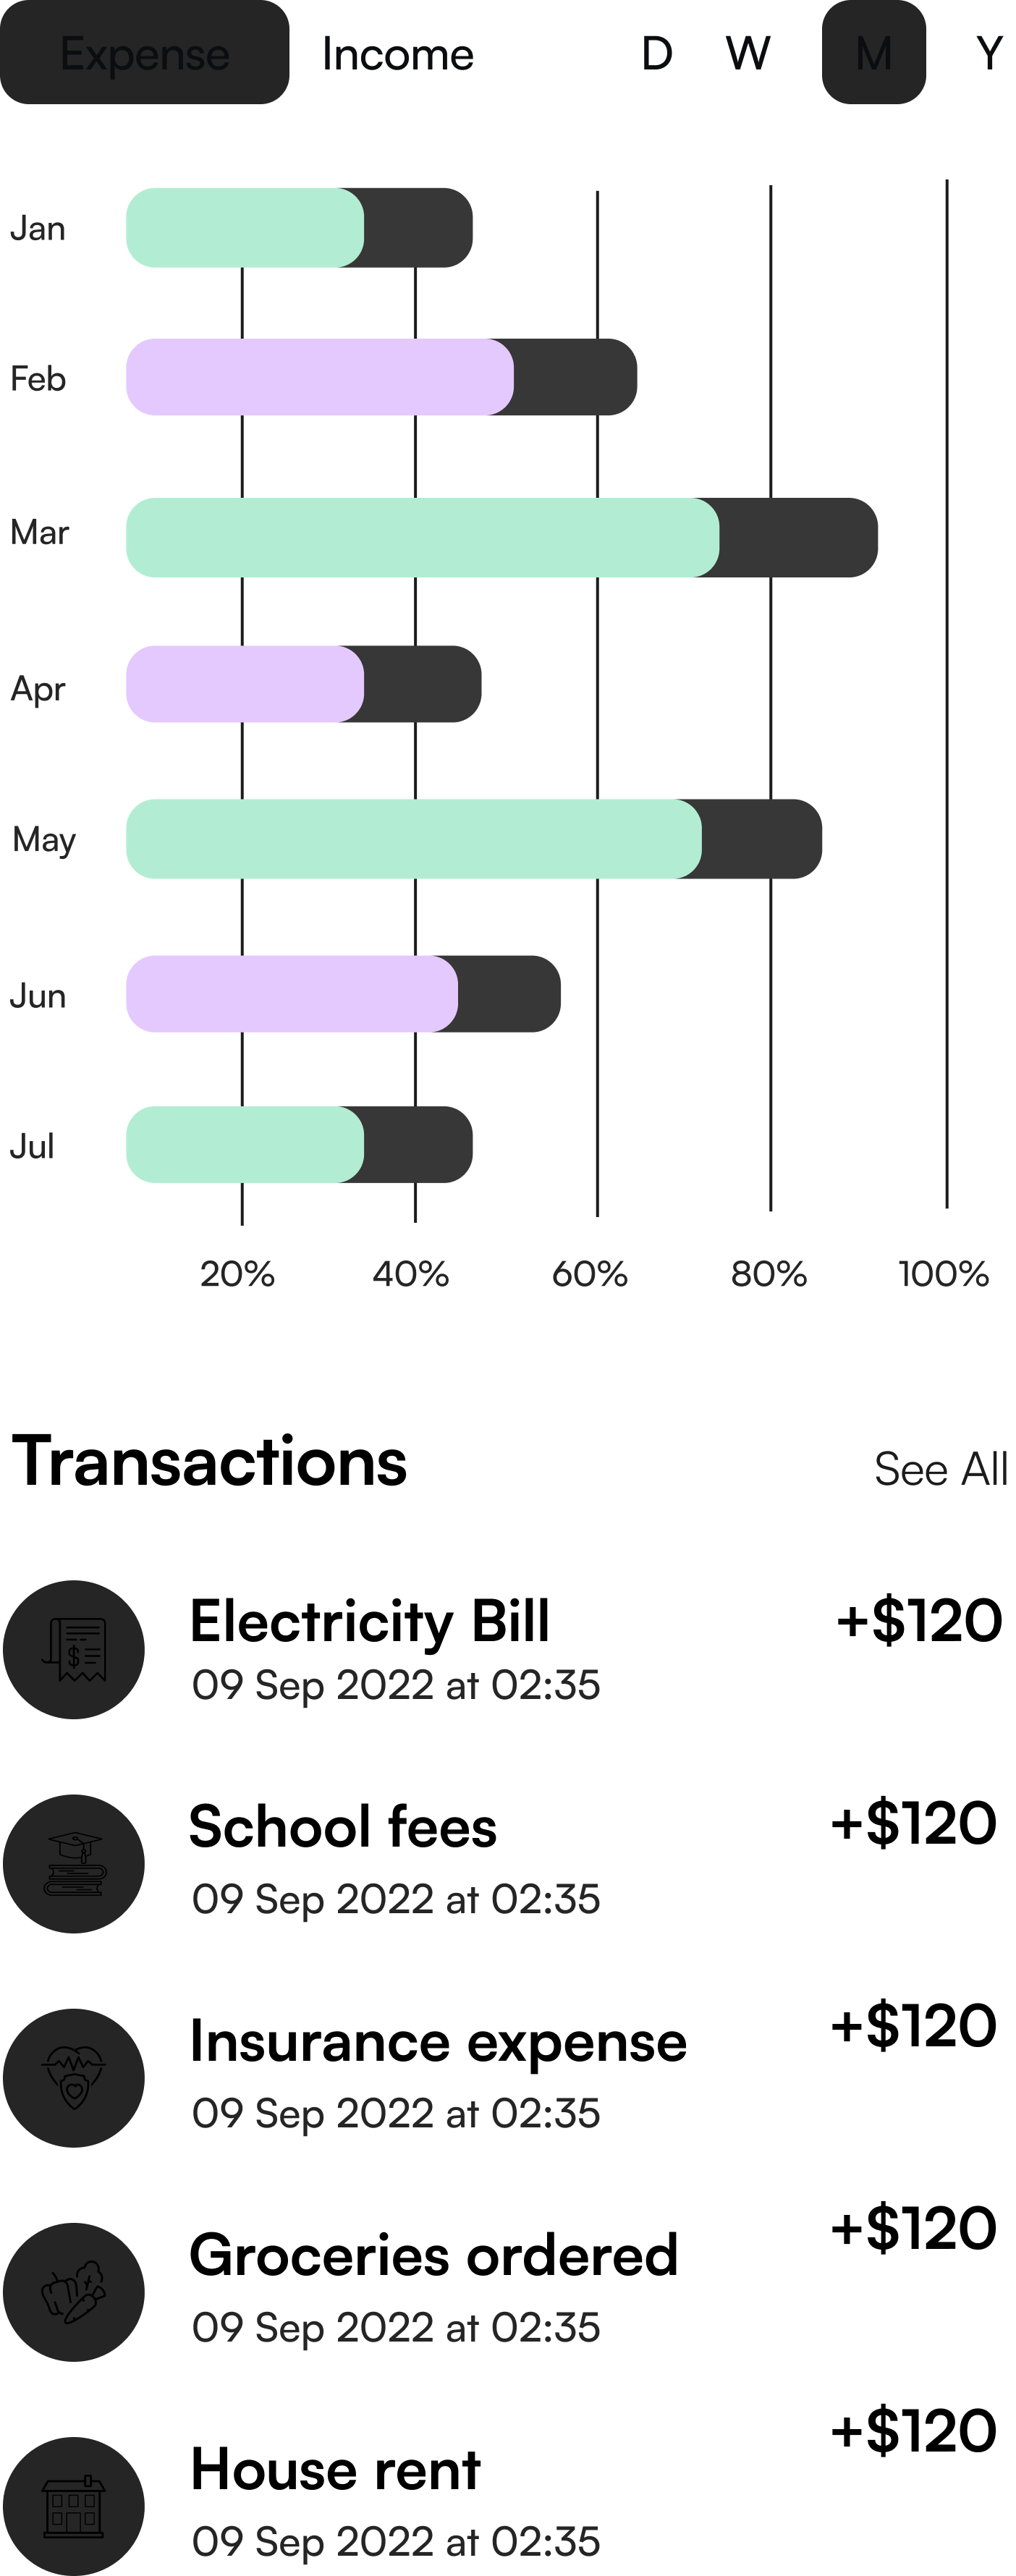 Expense Income D W M Y
Jan
Feb
Mar
Apr
May
Jun
Jul
20% 40% 60% 80% 100%
Transactions See All
Electricity Bill +$120
09 Sep 2022 at 02:35
School fees +$120
09 Sep 2022 at 02:35
Insurance expense +$120
09 Sep 2022 at 02:35
Groceries ordered +$120
09 Sep 2022 at 02:35
House rent +$120
09 Sep 2022 at 02:35